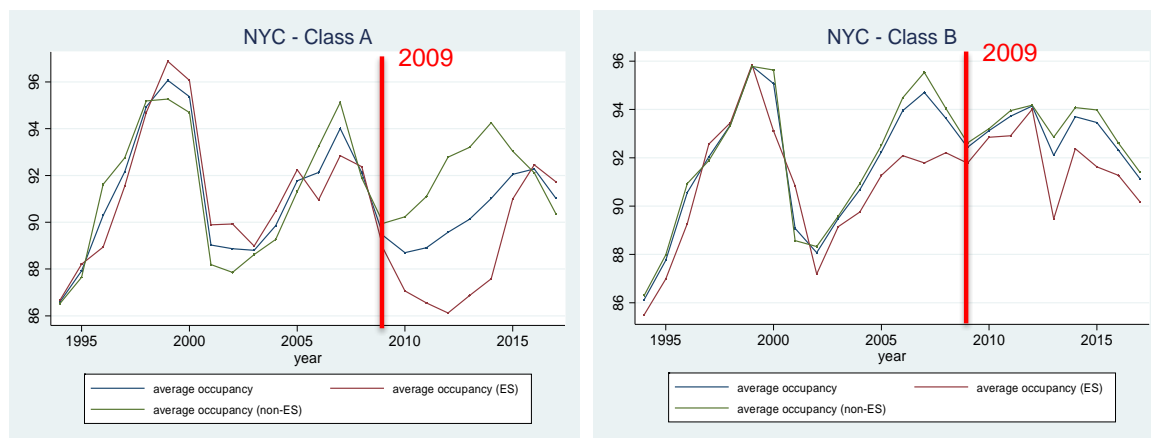 NYC - Class A
2009
96
94
92
90
88
86
1995 2000 2005 2010 2015
year
average occupancy average occupancy (ES)
average occupancy (non-ES)
NYC - Class B
2009
96
94
92
90
88
86
1995 2000 2005 2010 2015
year
average occupancy average occupancy (ES)
average occupancy (non-ES)